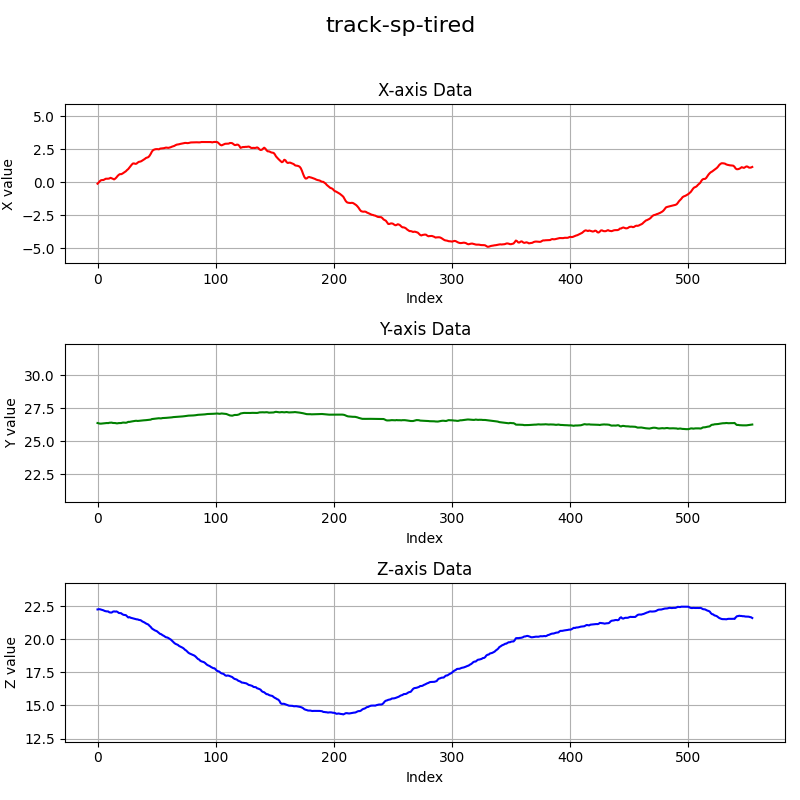 track-sp-tired
X-axis Data
5.0
2.5
0.0
−2.5
−5.0
X value
0 100 200 300 400 500
Index
Y-axis Data
30.0
27.5
25.0
22.5
Y value
0 100 200 300 400 500
Index
Z-axis Data
22.5
20.0
17.5
15.0
12.5
Z value
0 100 200 300 400 500
Index